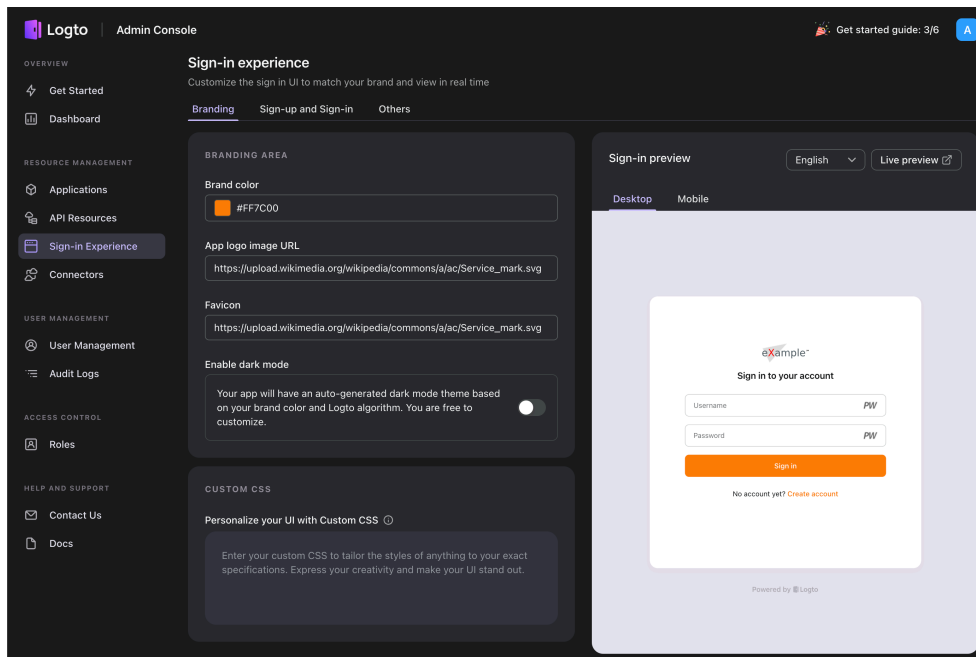 Logto
Admin Console
Get started guide: 3/6
A
OVERVIEW
Get Started
Dashboard
RESOURCE MANAGEMENT
Applications
API Resources
Sign-in Experience
Connectors
USER MANAGEMENT
User Management
Audit Logs
ACCESS CONTROL
Roles
HELP AND SUPPORT
Contact Us
Docs
Sign-in experience
Customize the sign in UI to match your brand and view in real time
Branding
Sign-up and Sign-in
Others
BRANDING AREA
Brand color
#FF7C00
App logo image URL
https://upload.wikimedia.org/wikipedia/commons/a/ac/Service_mark.svg
Favicon
https://upload.wikimedia.org/wikipedia/commons/a/ac/Service_mark.svg
Enable dark mode
Your app will have an auto-generated dark mode theme based
on your brand color and Logto algorithm. You are free to
customize.
CUSTOM CSS
Personalize your UI with Custom CSS
Enter your custom CSS to tailor the styles of anything to your exact
specifications. Express your creativity and make your UI stand out.
Sign-in preview
English
Live preview
Desktop
Mobile
eXample℠
Sign in to your account
Username
PW
Password
PW
Sign in
No account yet? Create account
Powered by Logto